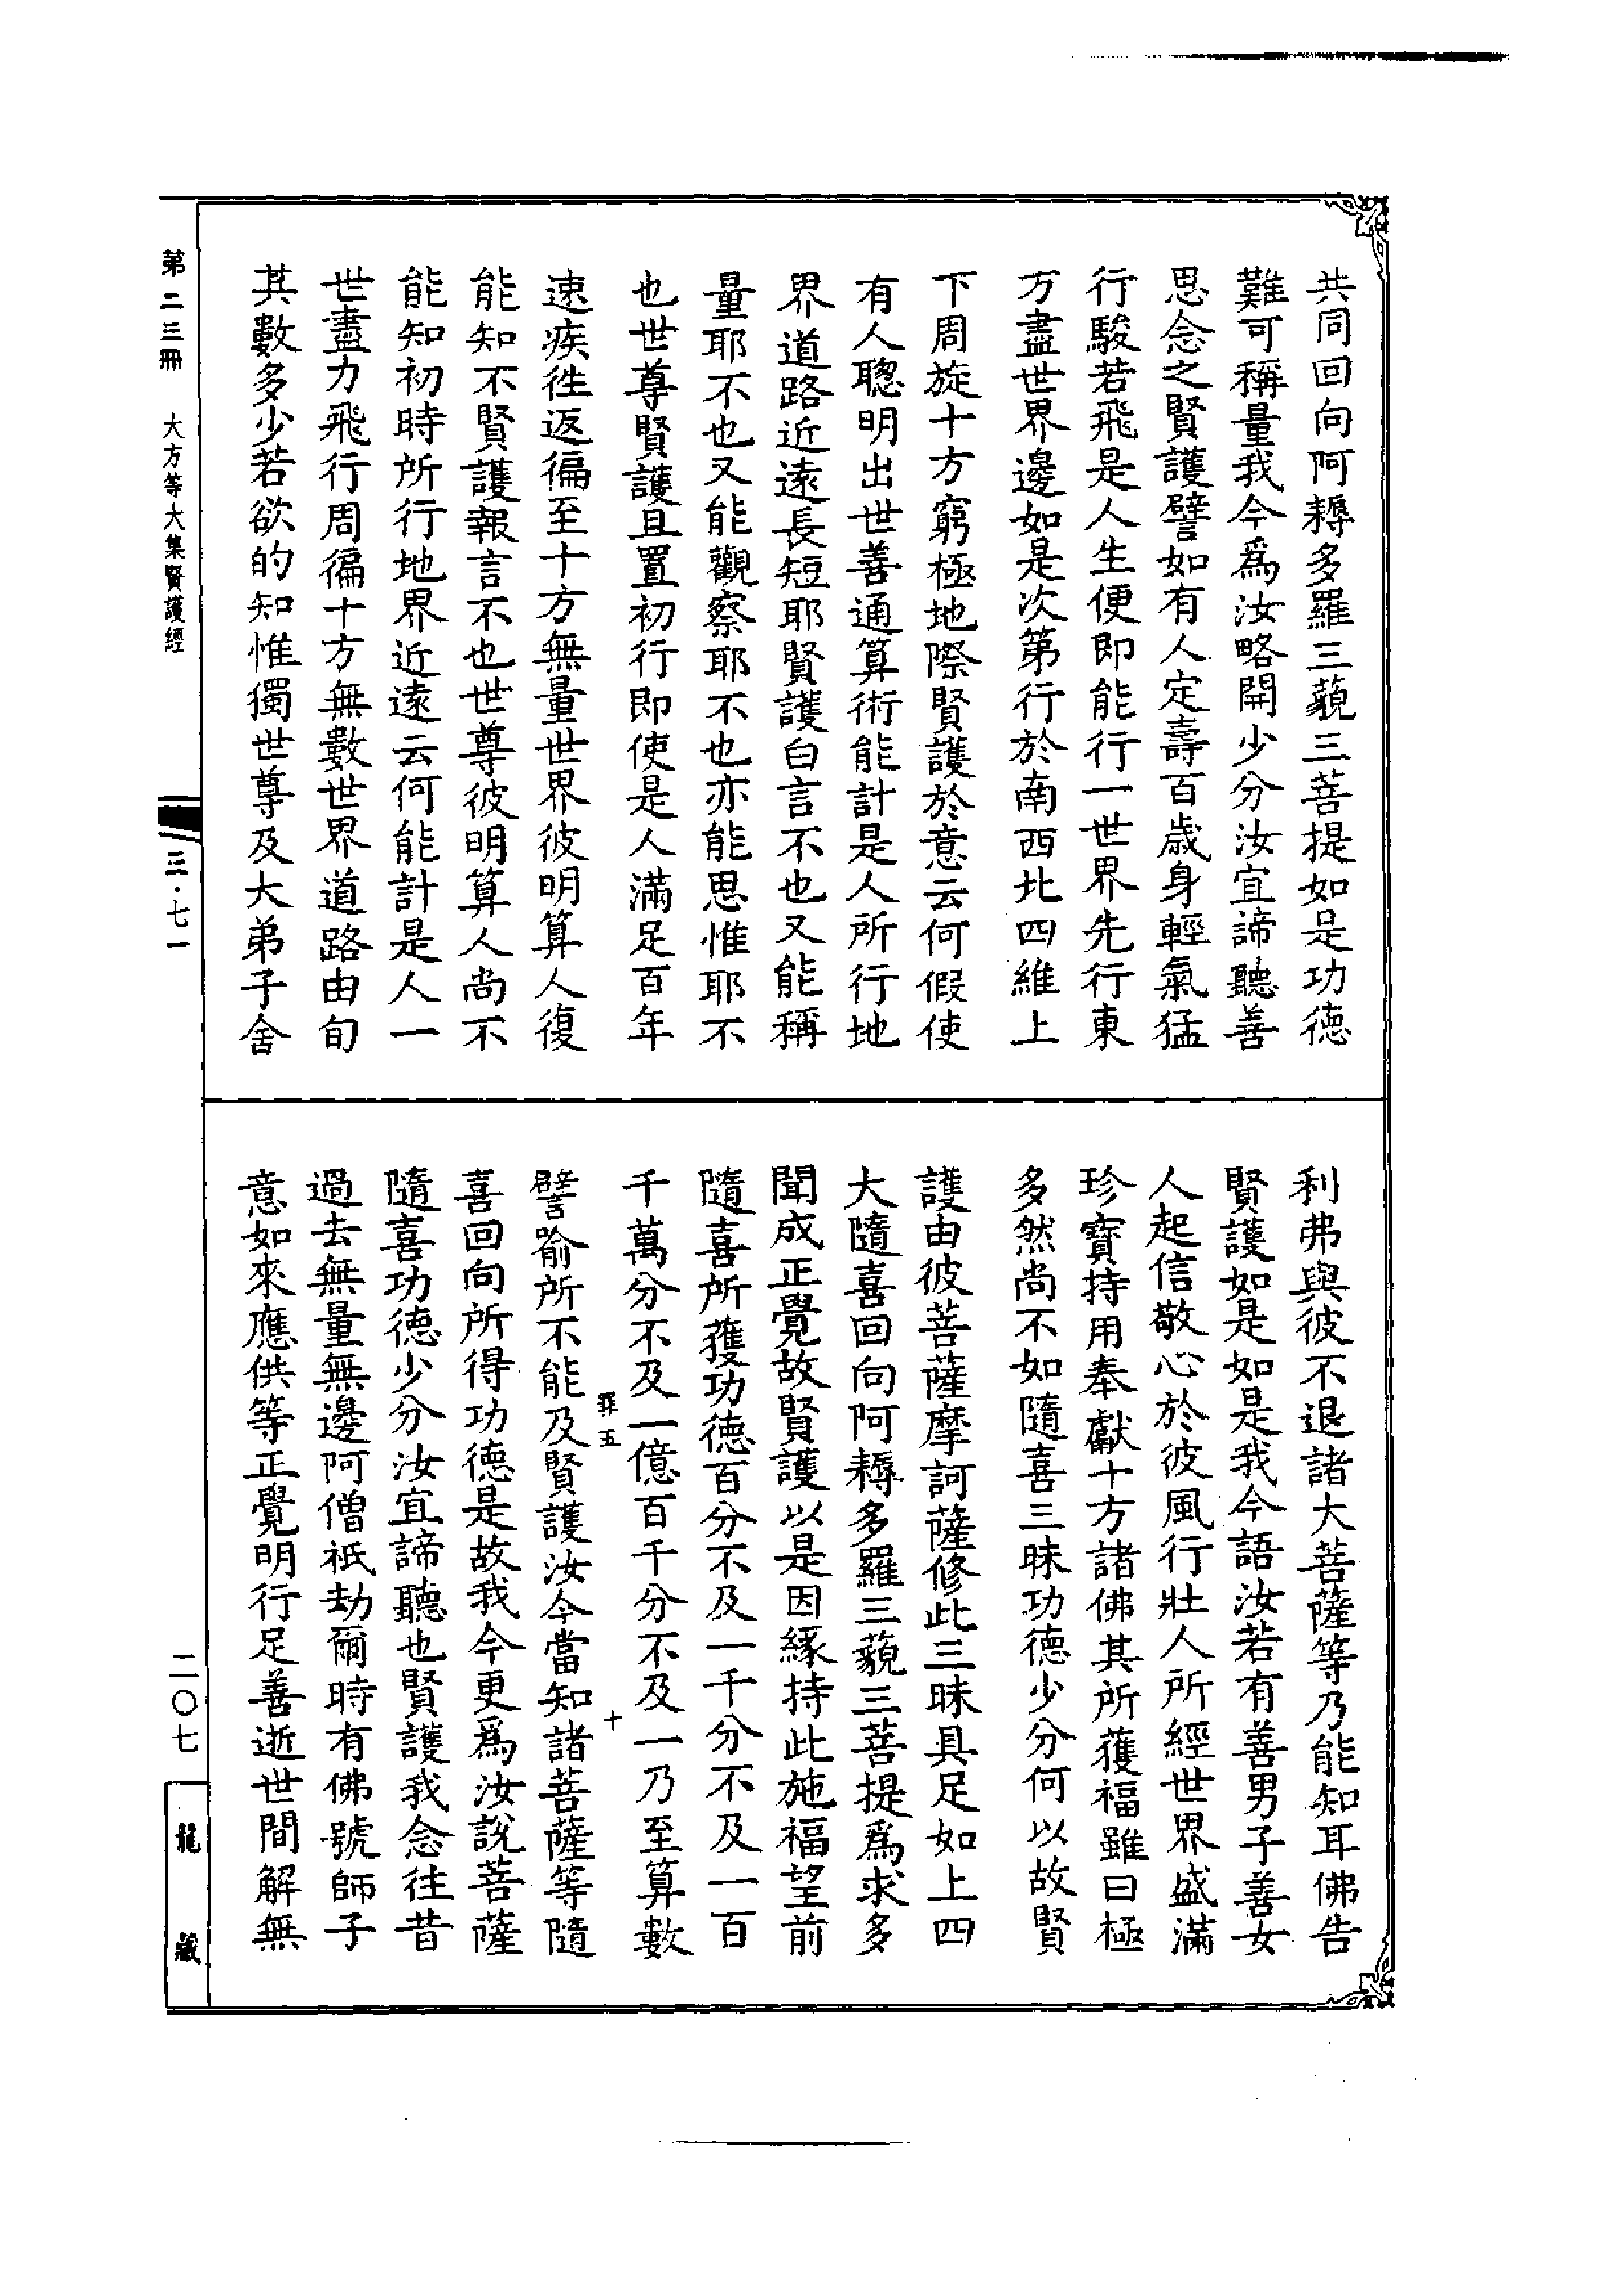 共同回向阿耨多羅三藐三菩提如是功德
難可稱量我今爲汝略開少分汝宜諦聽善
思念之賢護譬如有人定壽百歲身輕氣猛
行駿若飛是人生便即能行一世界先行東
方盡世界邊如是次第行於南西北四維上
下周旋十方窮極地際賢護於意云何假使
有人聰明出世善通算術能計是人所行地
界道路近遠長短耶賢護白言不也又能稱
量耶不也又能觀察耶不也亦能思惟耶不
也世尊賢護且置初行即使是人滿足百年
速疾徃返徧至十方無量世界彼明算人復
能知不賢護報言不也世尊彼明算人尚不
能知初時所行地界近遠云何能計是人一
世盡力飛行周徧十方無數世界道路由旬
其數多少若欲的知惟獨世尊及大弟子舍
利弗與彼不退諸大菩薩等乃能知耳佛告
賢護如是如是我今語汝若有善男子善女
人起信敬心於彼風行壯人所經世界盛滿
珍寶持用奉獻十方諸佛其所獲福雖曰極
多然尚不如隨喜三昧功德少分何以故賢
護由彼菩薩摩訶薩修此三昧具足如上四
大隨喜回向阿耨多羅三藐三菩提爲求多
聞成正覺故賢護以是因緣持此施福望前
隨喜所獲功德百分不及一千分不及一百
千萬分不及一億百千分不及一乃至算數
罪五
十
譬喻所不能及賢護汝今當知諸菩薩等隨
喜回向所得功德是故我今更爲汝說菩薩
隨喜功德少分汝宜諦聽也賢護我念往昔
過去無量無邊阿僧祇劫爾時有佛號師子
意如來應供等正覺明行足善逝世間解無
第二三冊　大方等大集賢護經
三·七一
二〇七
龍藏